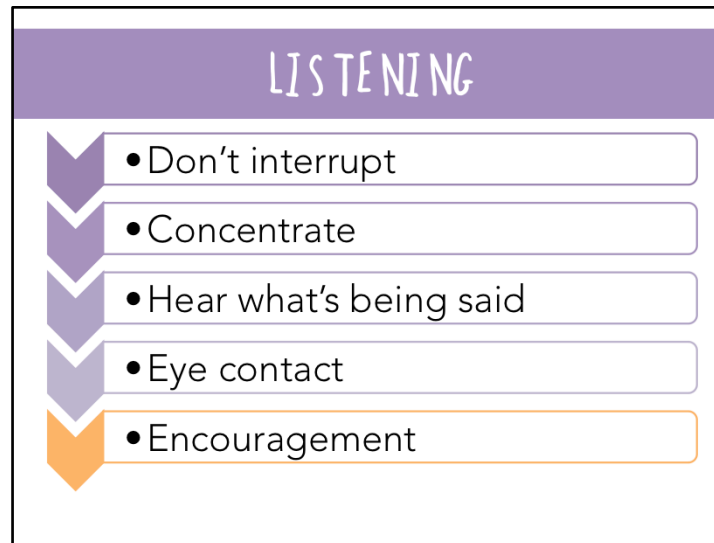 LISTENING
•Don’t interrupt
•Concentrate
•Hear what’s being said
•Eye contact
•Encouragement